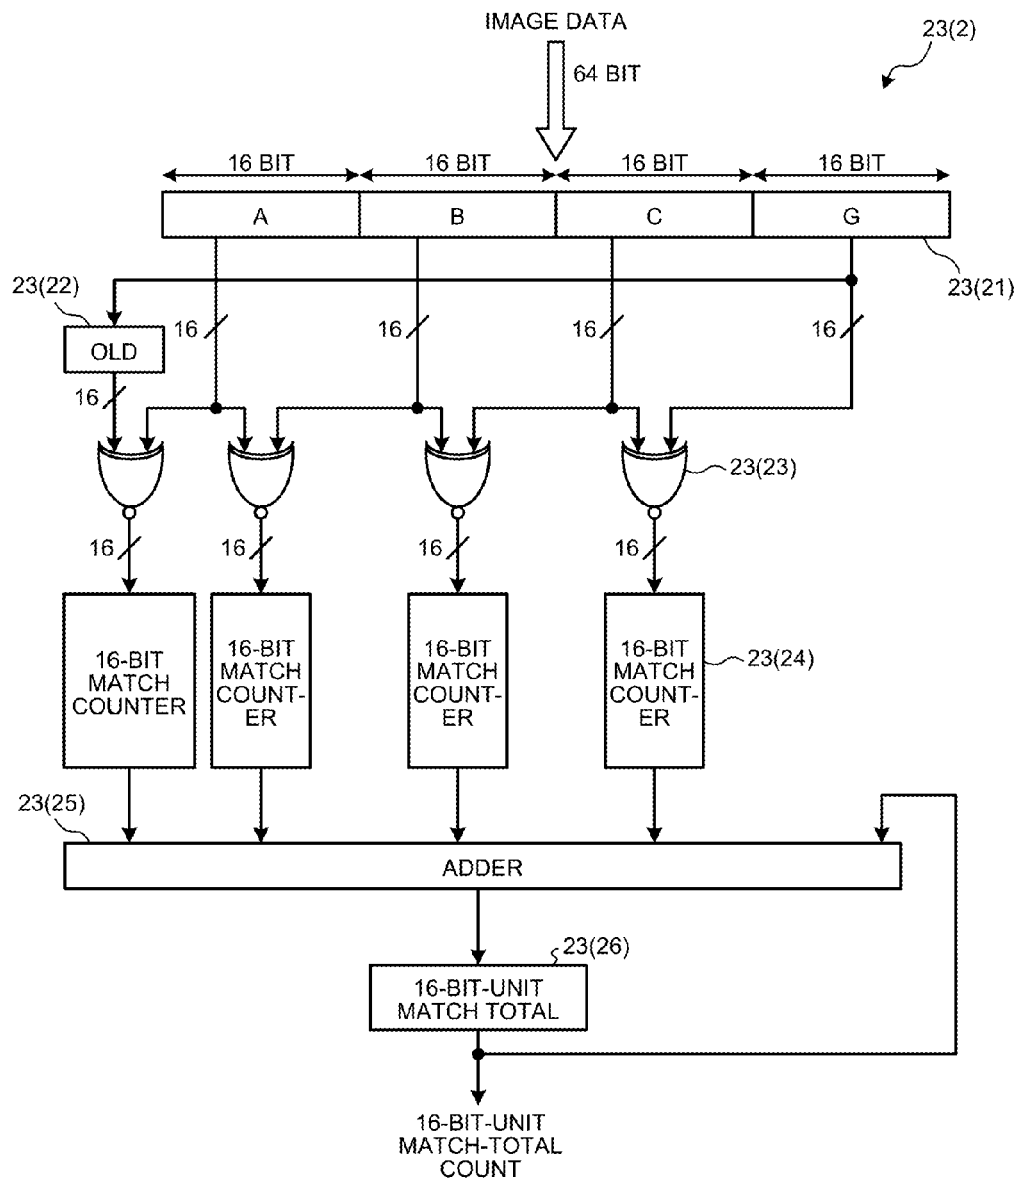 IMAGE DATA
23(2)
64 BIT
16 BIT
16 BIT
16 BIT
16 BIT
A
B
C
G
23(22)
23(21)
16
16
16
16
OLD
16
23(23)
16
16
16
16
16-BIT
MATCH
COUNTER
16-BIT
MATCH
COUNT-
ER
16-BIT
MATCH
COUNT-
ER
16-BIT
MATCH
COUNT-
ER
23(24)
23(25)
ADDER
23(26)
16-BIT-UNIT
MATCH TOTAL
16-BIT-UNIT
MATCH-TOTAL
COUNT